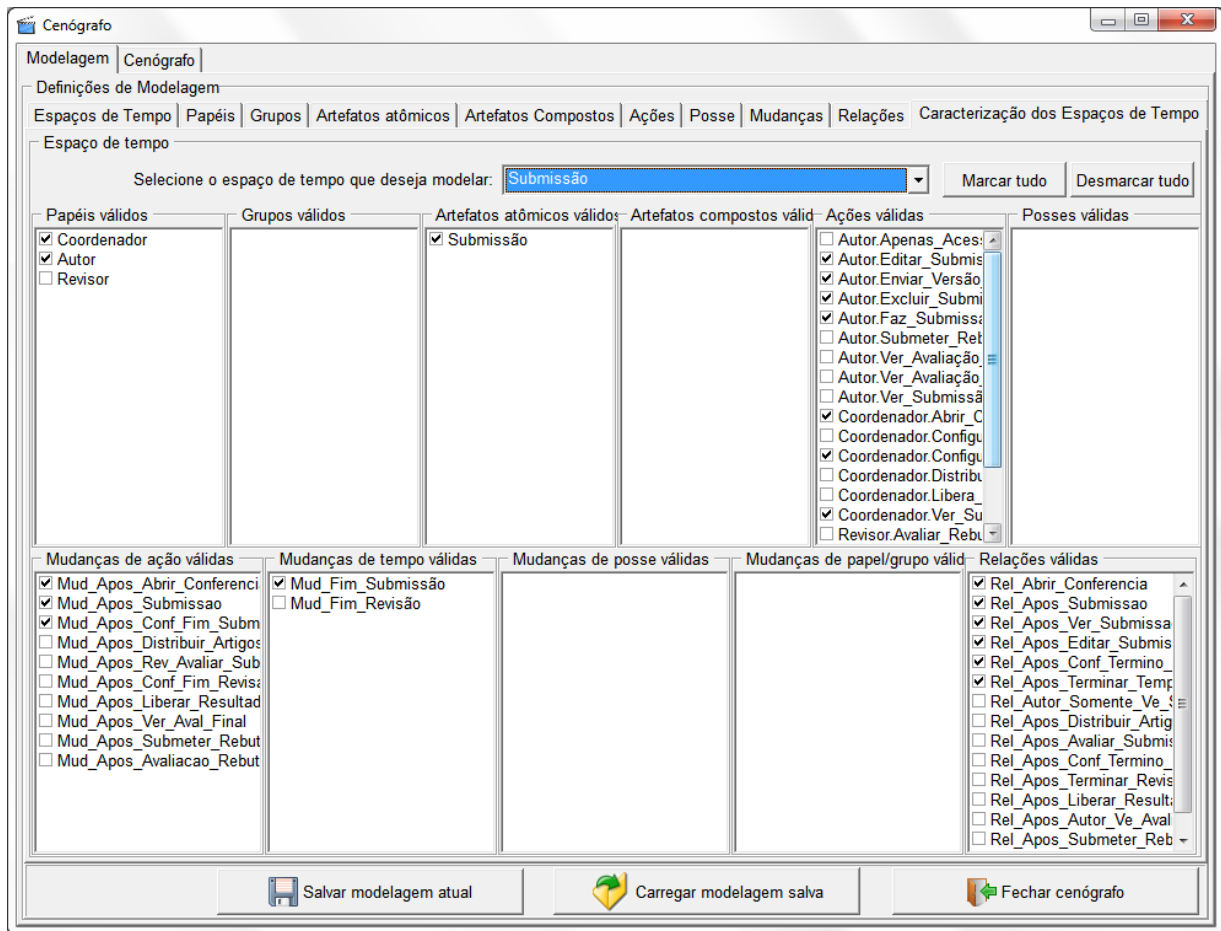 Cenógrafo
Modelagem Cenógrafo
Definições de Modelagem
Espaços de Tempo Papéis Grupos Artefatos atômicos Artefatos Compostos Ações Posse Mudanças Relações Caracterização dos Espaços de Tempo
Espaço de tempo
Selecione o espaço de tempo que deseja modelar: Submissão Marcar tudo Desmarcar tudo
Papéis válidos
Coordenador
Autor
Revisor
Grupos válidos
Artefatos atômicos válidos
Submissão
Artefatos compostos válid
Ações válidas
Autor.Apenas_Aces
Autor.Editar_Submis
Autor.Enviar_Versão_
Autor.Excluir_Submi
Autor.Faz_Submissa
Autor.Submeter_Reb
Autor.Ver_Avaliação_
Autor.Ver_Avaliação_
Autor.Ver_Submissã
Coordenador.Abrir_C
Coordenador.Configu
Coordenador.Configu
Coordenador.Distribu
Coordenador.Libera_
Coordenador.Ver_Su
Revisor.Avaliar_Rebu
Posses válidas
Mudanças de ação válidas
Mud_Apos_Abrir_Conferenci
Mud_Apos_Submissao
Mud_Apos_Conf_Fim_Subm
Mud_Apos_Distribuir_Artigos
Mud_Apos_Rev_Avaliar_Sub
Mud_Apos_Conf_Fim_Revisa
Mud_Apos_Liberar_Resultad
Mud_Apos_Ver_Aval_Final
Mud_Apos_Submeter_Rebut
Mud_Apos_Avaliacao_Rebut
Mudanças de tempo válidas
Mud_Fim_Submissão
Mud_Fim_Revisão
Mudanças de posse válidas
Mudanças de papel/grupo válid
Relações válidas
Rel_Abrir_Conferencia
Rel_Apos_Submissao
Rel_Apos_Ver_Submissa
Rel_Apos_Editar_Submis
Rel_Apos_Conf_Termino_
Rel_Apos_Terminar_Temp
Rel_Autor_Somente_Ve_S
Rel_Apos_Distribuir_Artig
Rel_Apos_Avaliar_Submis
Rel_Apos_Conf_Termino_
Rel_Apos_Terminar_Revis
Rel_Apos_Liberar_Result
Rel_Apos_Autor_Ve_Aval
Rel_Apos_Submeter_Reb
Salvar modelagem atual Carregar modelagem salva Fechar cenógrafo